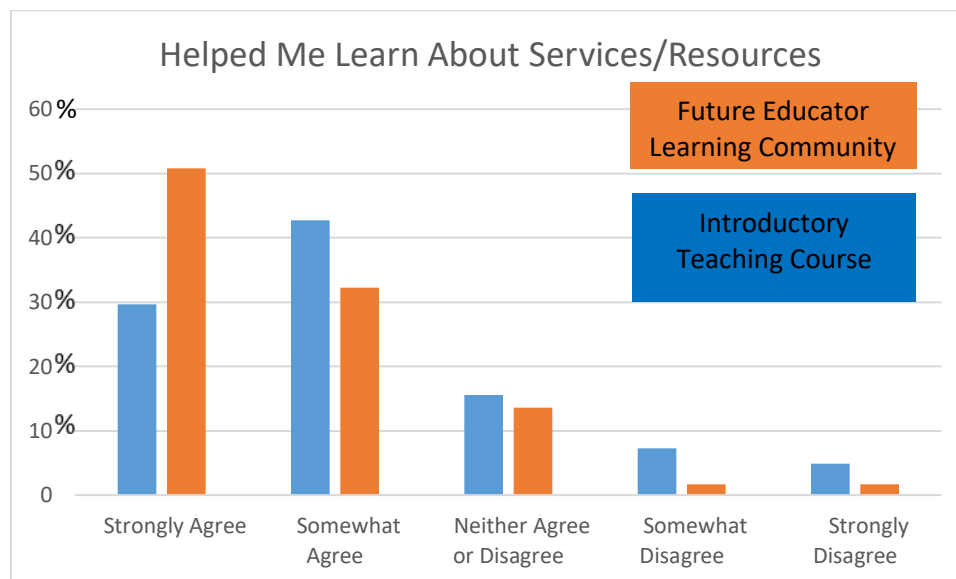 Helped Me Learn About Services/Resources
Future Educator
Learning Community
Introductory
Teaching Course
60 %
50 %
40 %
30 %
20 %
10 %
0
Strongly Agree
Somewhat
Agree
Neither Agree
or Disagree
Somewhat
Disagree
Strongly
Disagree